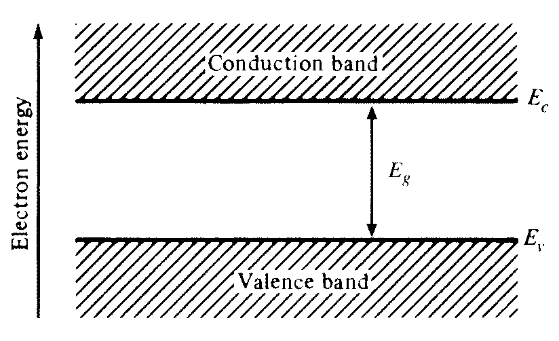 Conduction band
E_c
Electron energy
E_g
E_v
Valence band